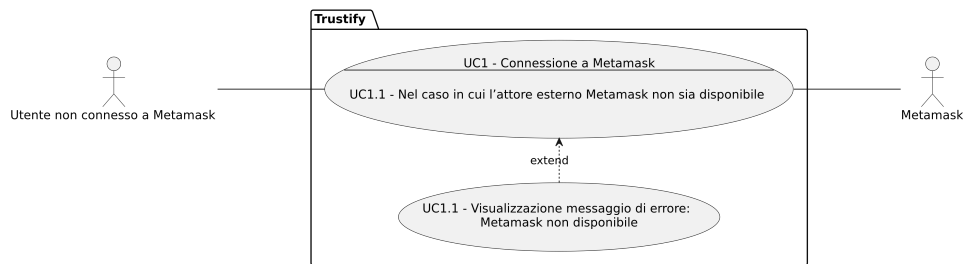 Trustify
UC1 - Connessione a Metamask
UC1.1 - Nel caso in cui l'attore esterno Metamask non sia disponibile
Utente non connesso a Metamask
Metamask
extend
UC1.1 - Visualizzazione messaggio di errore:
Metamask non disponibile